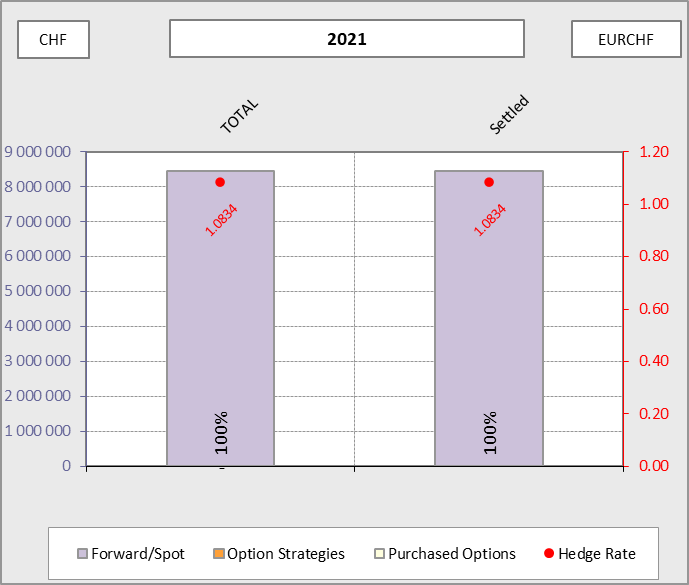 CHF
2021
EURCHF
TOTAL
Settled
9 000 000
8 000 000
7 000 000
6 000 000
5 000 000
4 000 000
3 000 000
2 000 000
1 000 000
0
1.0834
100%
-
1.0834
100%
1.20
1.00
0.80
0.60
0.40
0.20
0.00
Forward/Spot
Option Strategies
Purchased Options
Hedge Rate